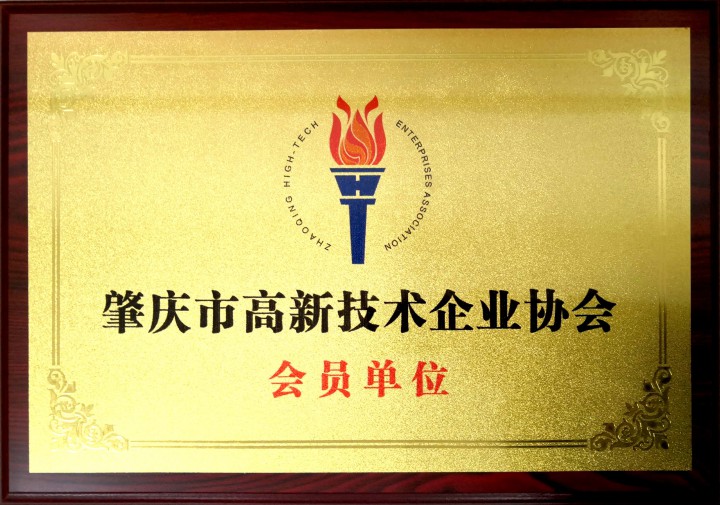 ZHAOQING HIGH-TECH ENTERPRISES ASSOCIATION
H
肇庆市高新技术企业协会
会员单位